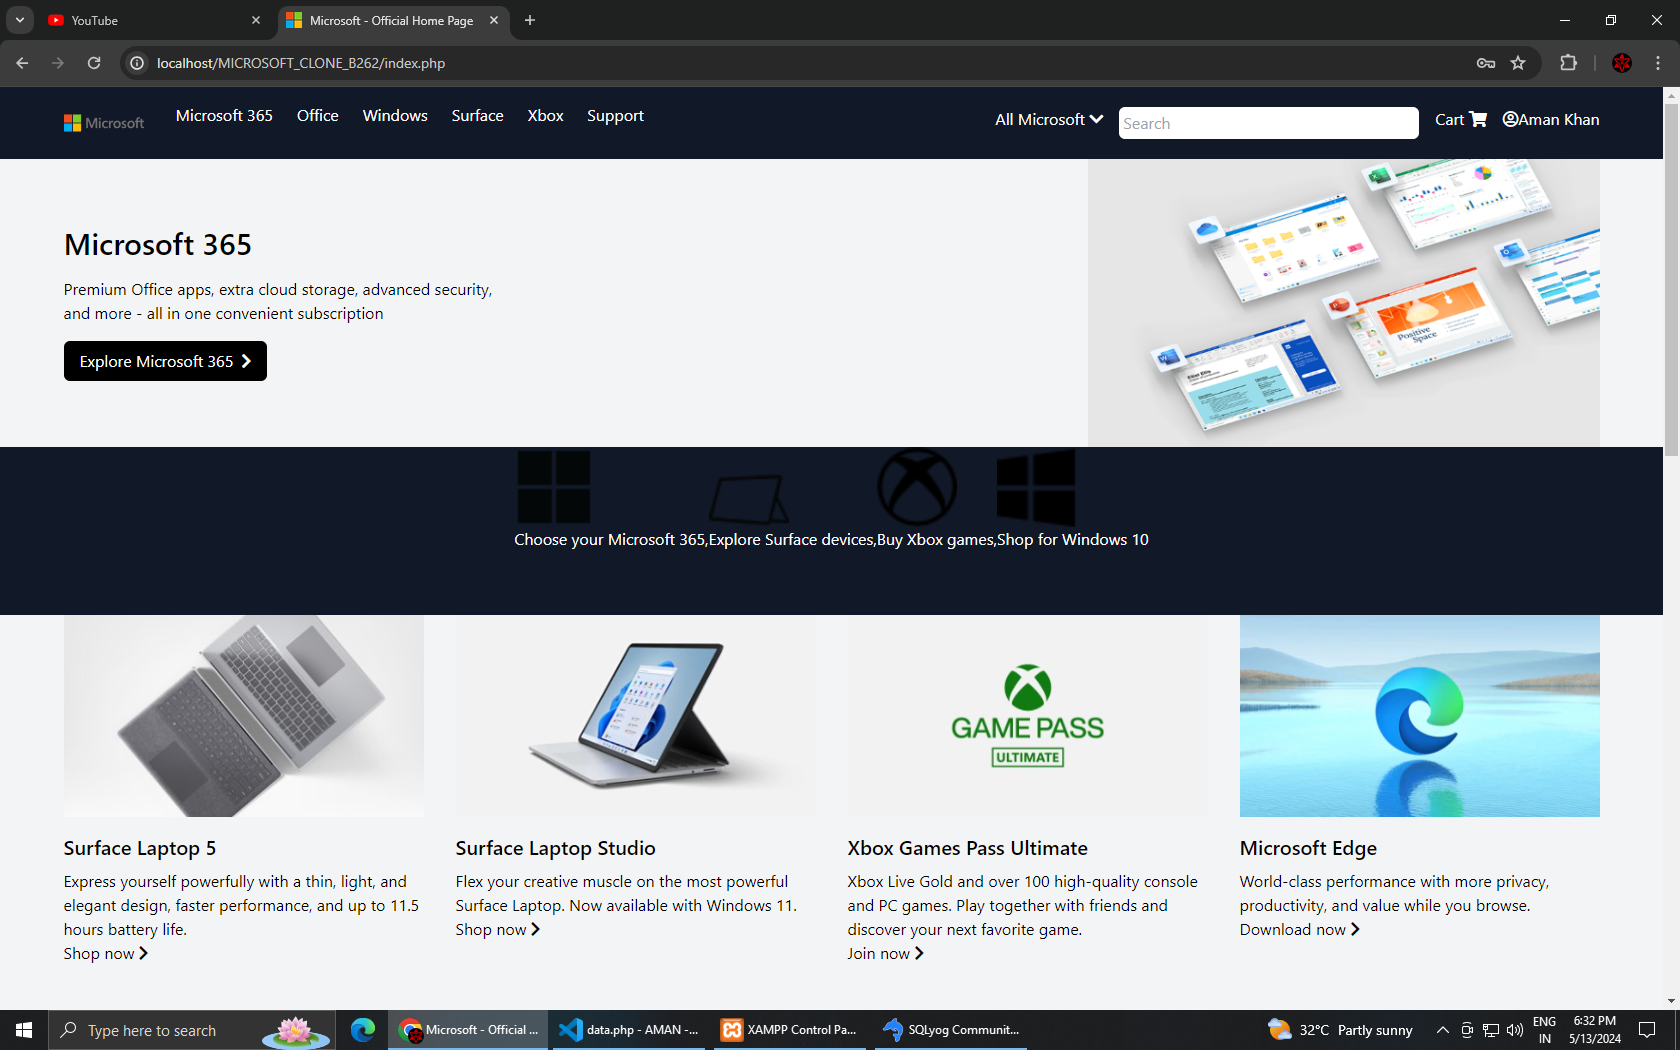 YouTube
Microsoft - Official Home Page
localhost/MICROSOFT_CLONE_B262/index.php
Microsoft
Microsoft 365
Office
Windows
Surface
Xbox
Support
All Microsoft
Search
Cart
Aman Khan
Microsoft 365
Premium Office apps, extra cloud storage, advanced security,
and more - all in one convenient subscription
Explore Microsoft 365
Positive
Space
Choose your Microsoft 365,Explore Surface devices,Buy Xbox games,Shop for Windows 10
GAME PASS
ULTIMATE
Surface Laptop 5
Express yourself powerfully with a thin, light, and
elegant design, faster performance, and up to 11.5
hours battery life.
Shop now
Surface Laptop Studio
Flex your creative muscle on the most powerful
Surface Laptop. Now available with Windows 11.
Shop now
Xbox Games Pass Ultimate
Xbox Live Gold and over 100 high-quality console
and PC games. Play together with friends and
discover your next favorite game.
Join now
Microsoft Edge
World-class performance with more privacy,
productivity, and value while you browse.
Download now
Type here to search
Microsoft - Official ...
data.php - AMAN -...
XAMPP Control Pa...
SQLyog Communit...
32°C Partly sunny
ENG
IN
6:32 PM
5/13/2024